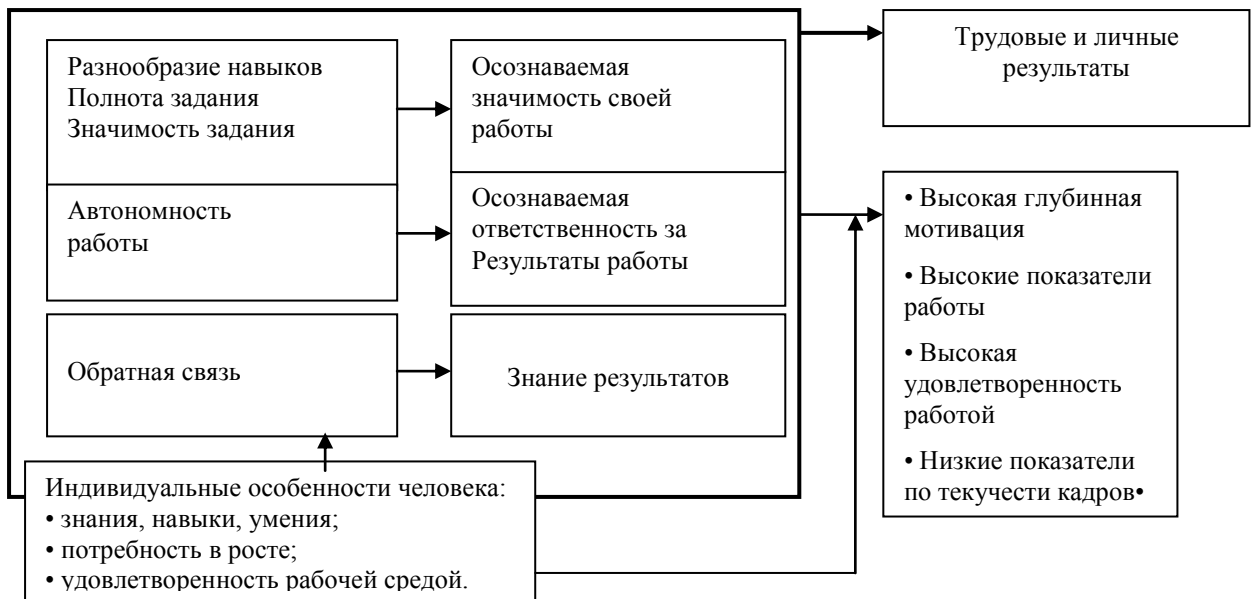 Разнообразие навыков
Полнота задания
Значимость задания
Осознаваемая
значимость своей
работы
Автономность
работы
Осознаваемая
ответственность за
Результаты работы
Обратная связь
Знание результатов
Индивидуальные особенности человека:
• знания, навыки, умения;
• потребность в росте;
• удовлетворенность рабочей средой.
Трудовые и личные
результаты
• Высокая глубинная
мотивация
• Высокие показатели
работы
• Высокая
удовлетворенность
работой
• Низкие показатели
по текучести кадров•